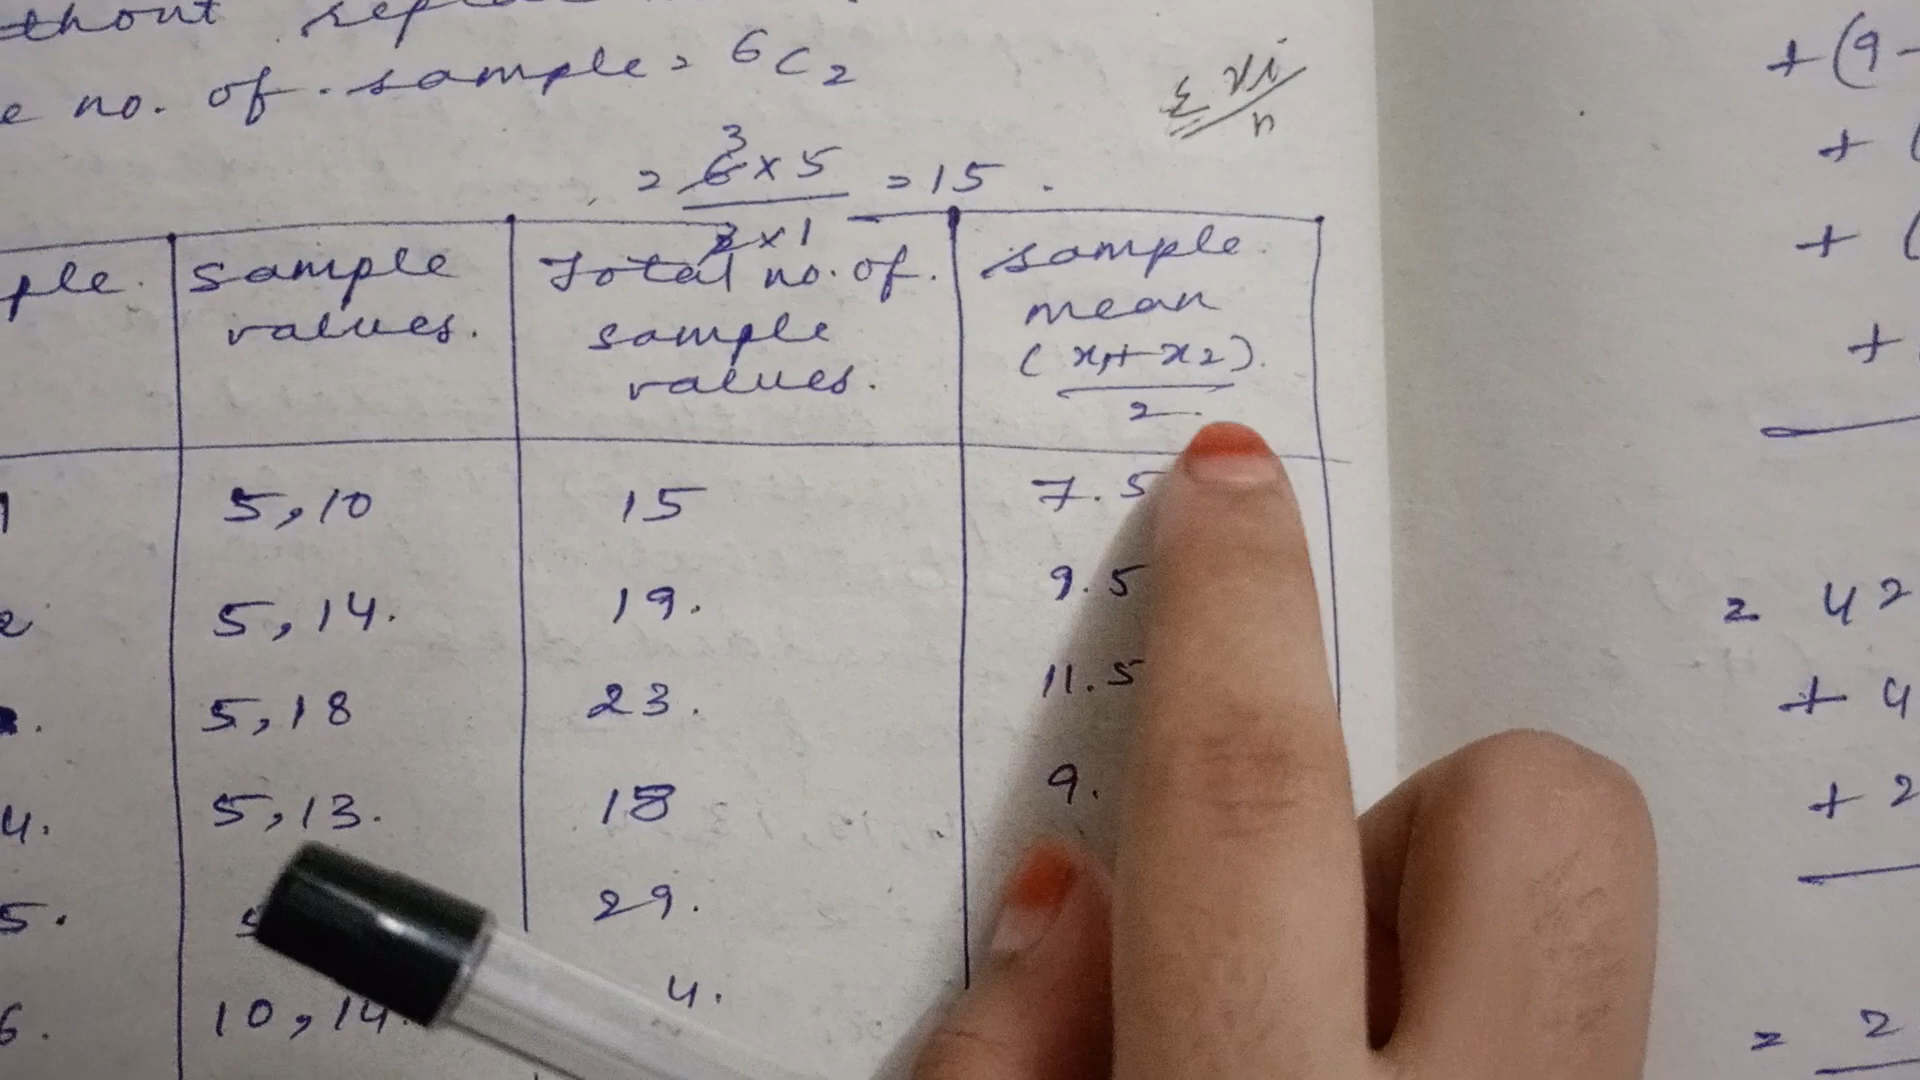 e no. of. sample = 6C2
Σxi
n
= 3
6 x 5 = 15.
2 x 1
ple. Sample values. Total no. of. sample values. sample mean (x1 + x2).
2.
1 5, 10 15 7.5
2 5, 14. 19. 9.5
5, 18 23. 11.5
4. 5, 13. 18 9.
5. 29.
6. 10, 14. 4.
+ (9 -
+ (
+ (
+
= 42
+ 4
+ 2
= 2